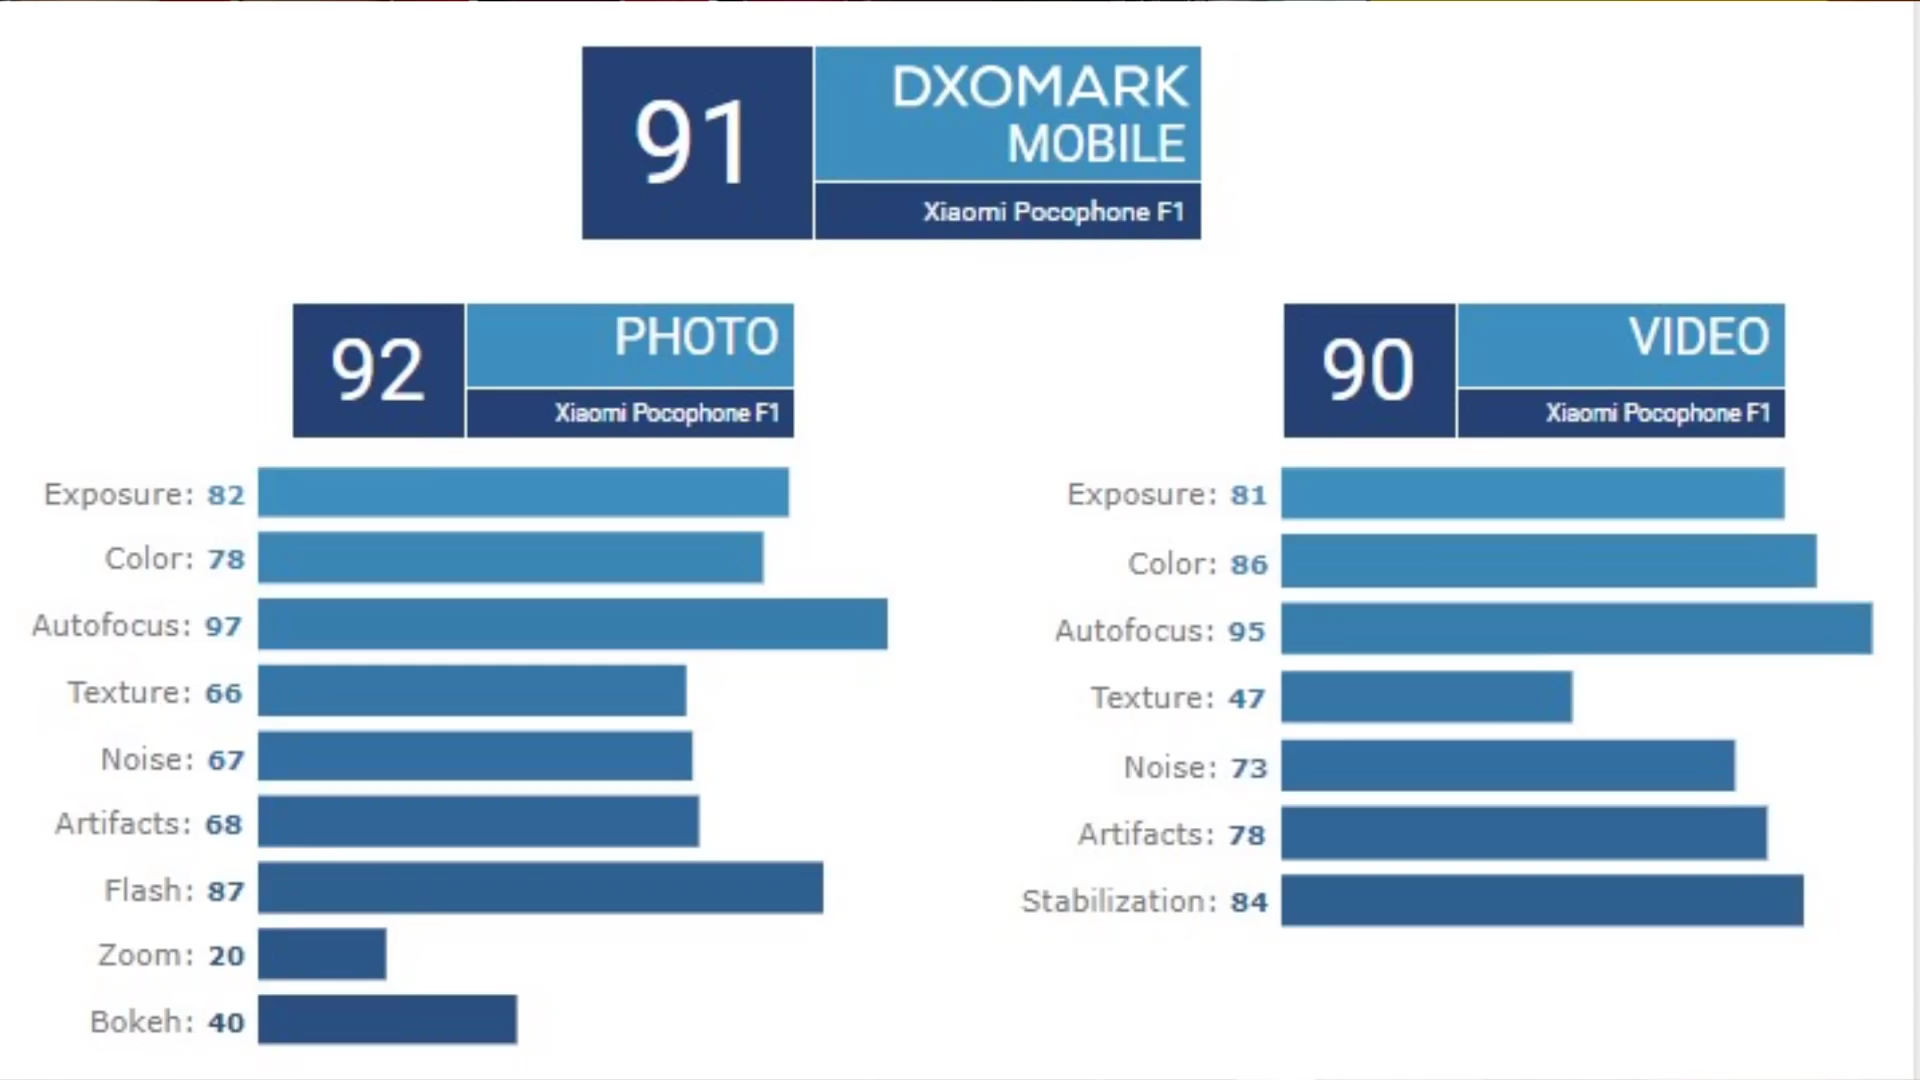 91
DXOMARK
MOBILE
Xiaomi Pocophone F1
92
PHOTO
Xiaomi Pocophone F1
Exposure: 82
Color: 78
Autofocus: 97
Texture: 66
Noise: 67
Artifacts: 68
Flash: 87
Zoom: 20
Bokeh: 40
90
VIDEO
Xiaomi Pocophone F1
Exposure: 81
Color: 86
Autofocus: 95
Texture: 47
Noise: 73
Artifacts: 78
Stabilization: 84